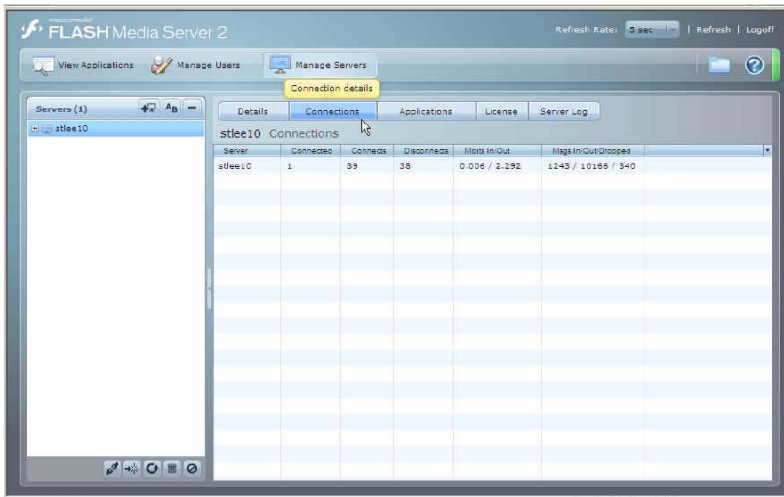 macromedia
FLASH Media Server 2
Refresh Rate: 5 sec | Refresh | Logoff
View Applications Manage Users Manage Servers
Connection details
Servers (1) AB
Details Connections Applications License Server Log
stlee10
stlee10 Connections
Server Connected Connects Disconnects Mbits In/Out Msgs In/Out/Dropped
stlee10 1 39 38 0.006 / 2.292 1243 / 10166 / 340